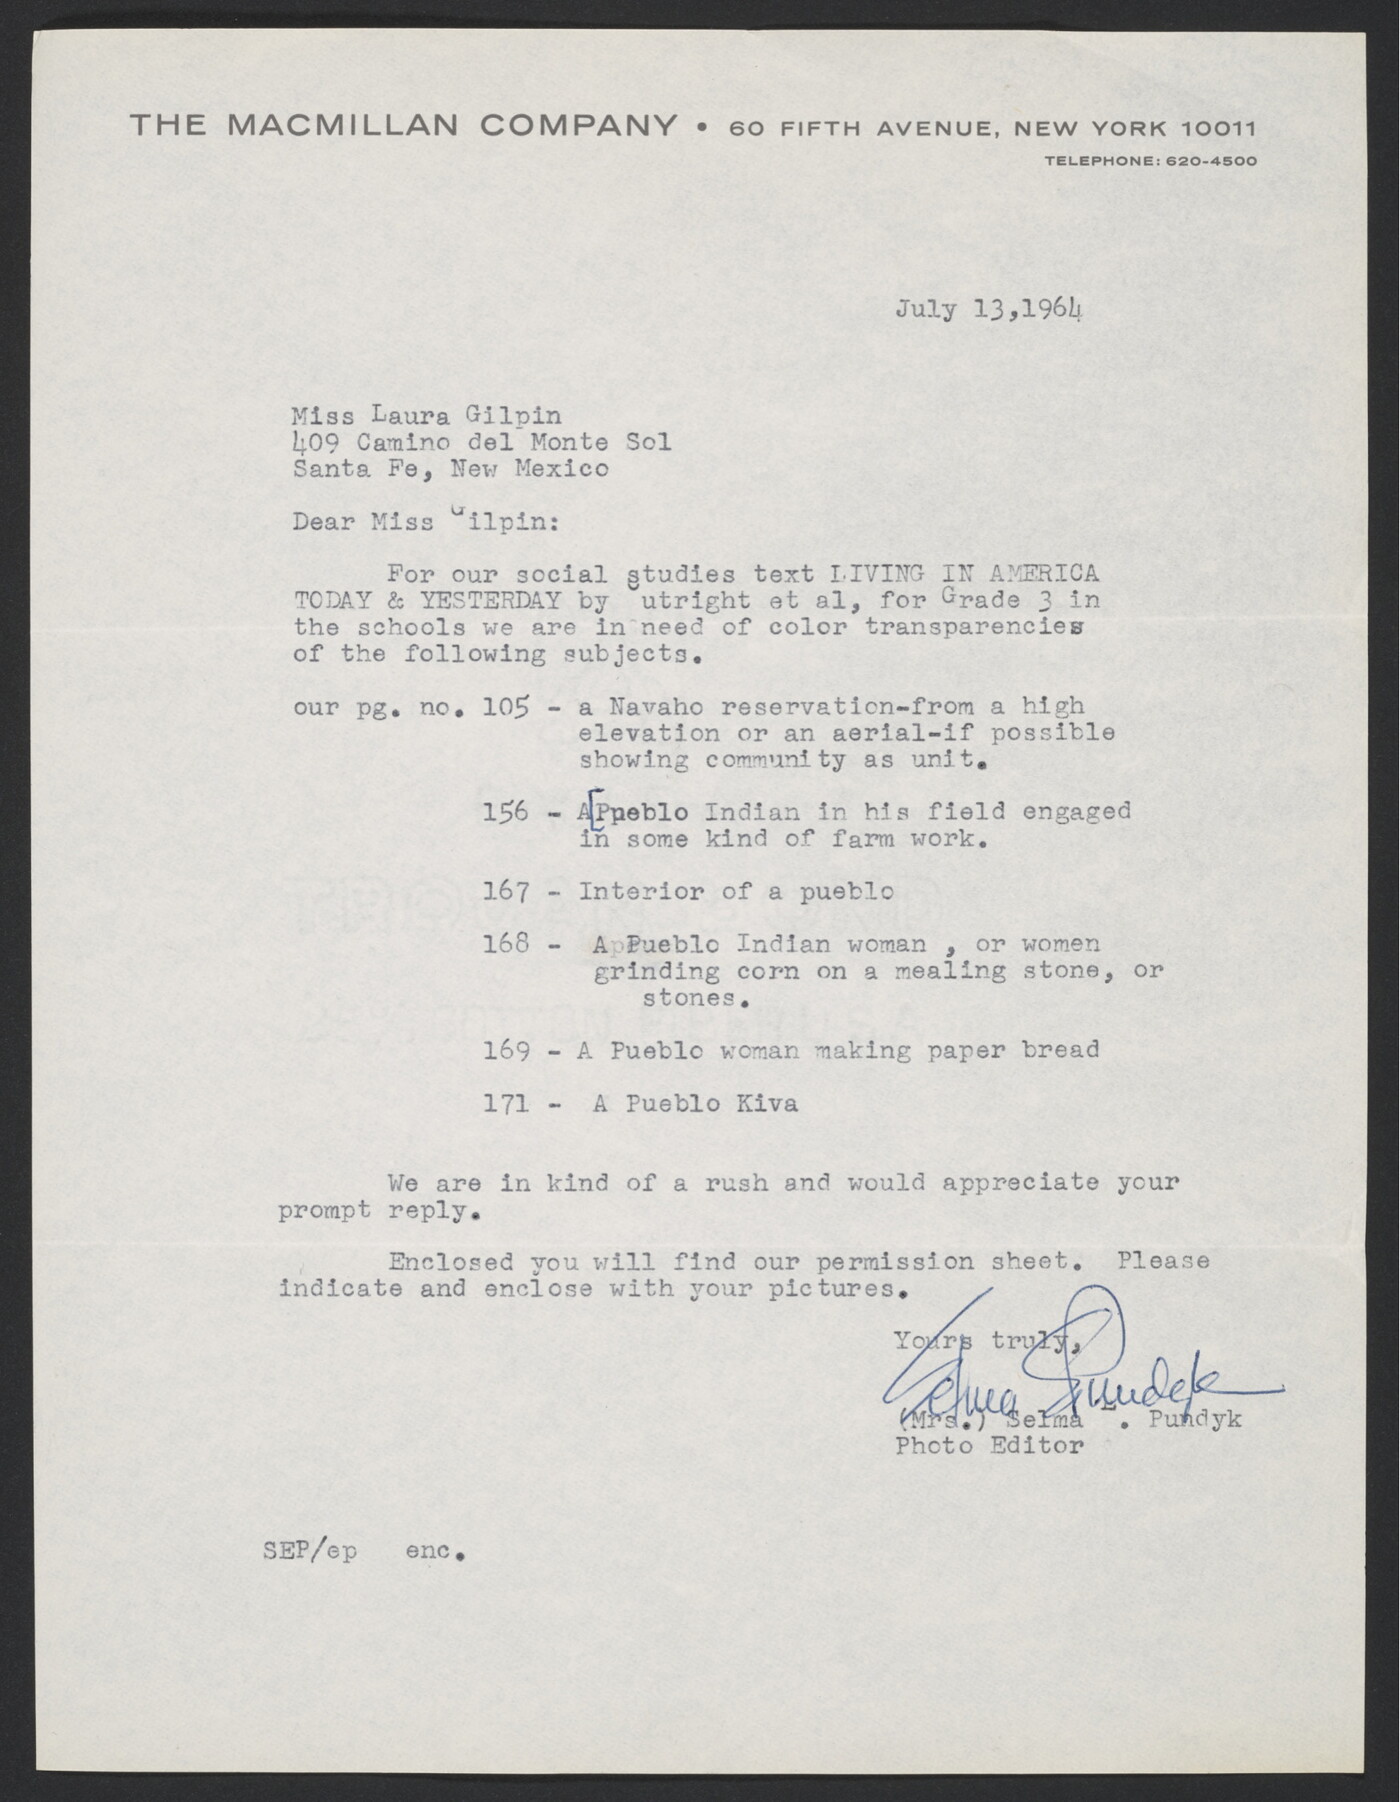 THE MACMILLAN COMPANY • 60 FIFTH AVENUE, NEW YORK 10011
TELEPHONE: 620-4500
July 13,1964
Miss Laura Gilpin
409 Camino del Monte Sol
Santa Fe, New Mexico
Dear Miss Gilpin:
For our social studies text LIVING IN AMERICA
TODAY & YESTERDAY by Cutright et al, for Grade 3 in
the schools we are in need of color transparencies
of the following subjects.
our pg. no. 105 - a Navaho reservation-from a high
elevation or an aerial-if possible
showing community as unit.
156 - A[Pueblo Indian in his field engaged
in some kind of farm work.
167 - Interior of a pueblo
168 - A Pueblo Indian woman , or women
grinding corn on a mealing stone, or
stones.
169 - A Pueblo woman making paper bread
171 - A Pueblo Kiva
We are in kind of a rush and would appreciate your
prompt reply.
Enclosed you will find our permission sheet. Please
indicate and enclose with your pictures.
Yours truly,
Selma Pundyk
(Mrs.) Selma E. Pundyk
Photo Editor
SEP/ep enc.